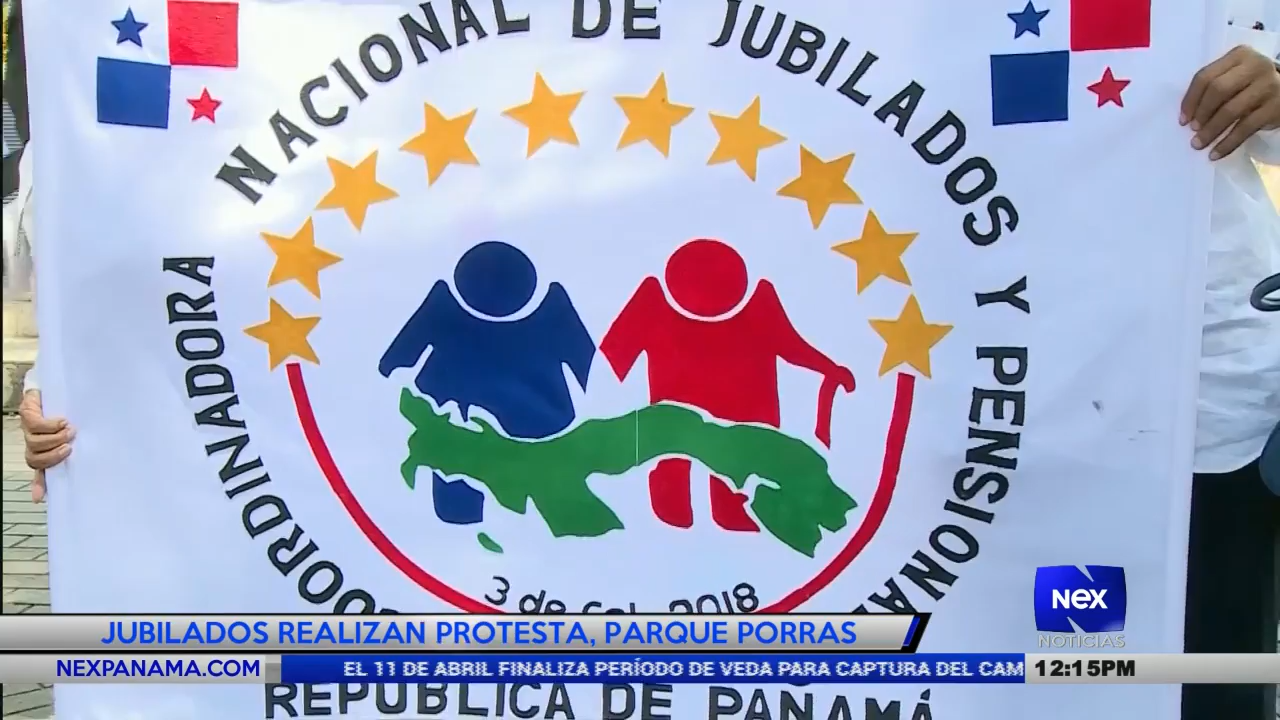 COORDINADORA NACIONAL DE JUBILADOS Y
3 de
2018
JUBILADOS REALIZAN PROTESTA, PARQUE PORRAS
NEX
NOTICIAS
NEXPANAMA.COM
EL 11 DE ABRIL FINALIZA PERÍODO DE VEDA PARA CAPTURA DEL CAM
12:15PM
REPÚBLICA DE PANAMÁ